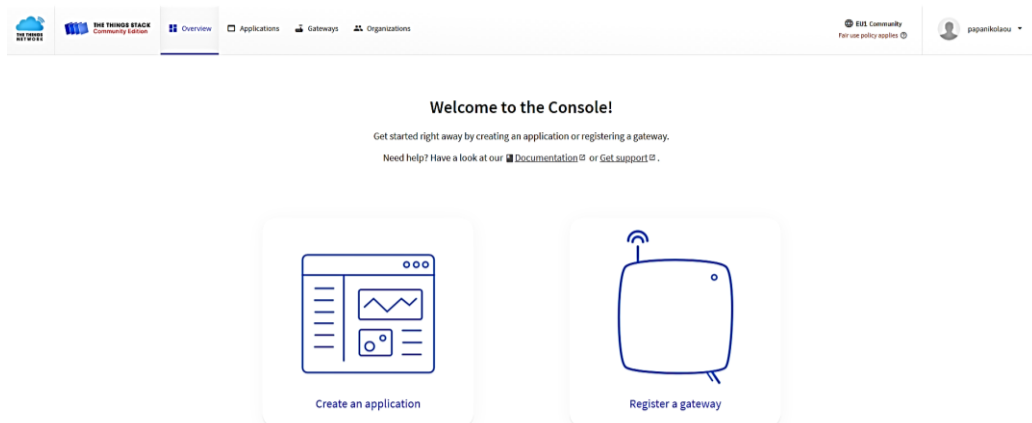 THE THINGS NETWORK
THE THINGS STACK
Community Edition
Overview
Applications
Gateways
Organizations
EU1 Community
Fair use policy applies
papanikolaou
Welcome to the Console!
Get started right away by creating an application or registering a gateway.
Need help? Have a look at our Documentation or Get support.
Create an application
Register a gateway